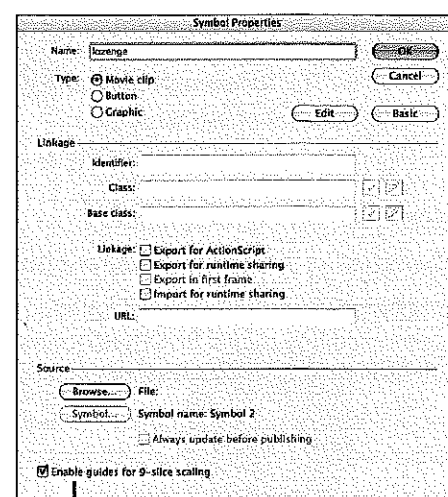 Symbol Properties
Name: lozenge OK
Type: Movie clip Cancel
Button
Graphic Edit Basic
Linkage
Identifier:
Class:
Base class:
Linkage: Export for ActionScript
Export for runtime sharing
Export in first frame
Import for runtime sharing
URL:
Source
Browse... File:
Symbol... Symbol name: Symbol 2
Always update before publishing
Enable guides for 9-slice scaling